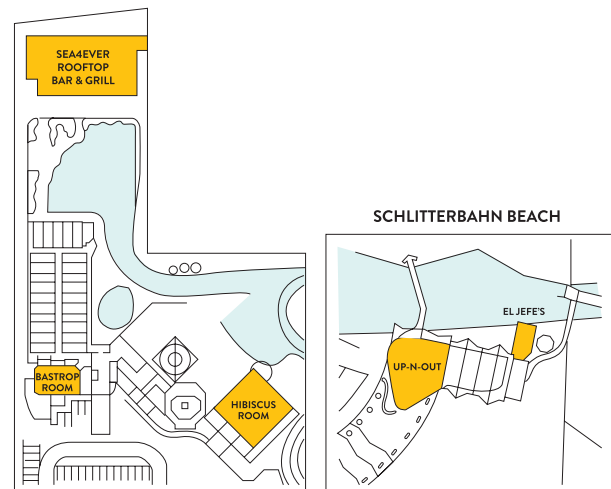 SEA4EVER
ROOFTOP
BAR & GRILL
BASTROP
ROOM
HIBISCUS
ROOM
SCHLITTERBAHN BEACH
EL JEFE'S
UP-N-OUT